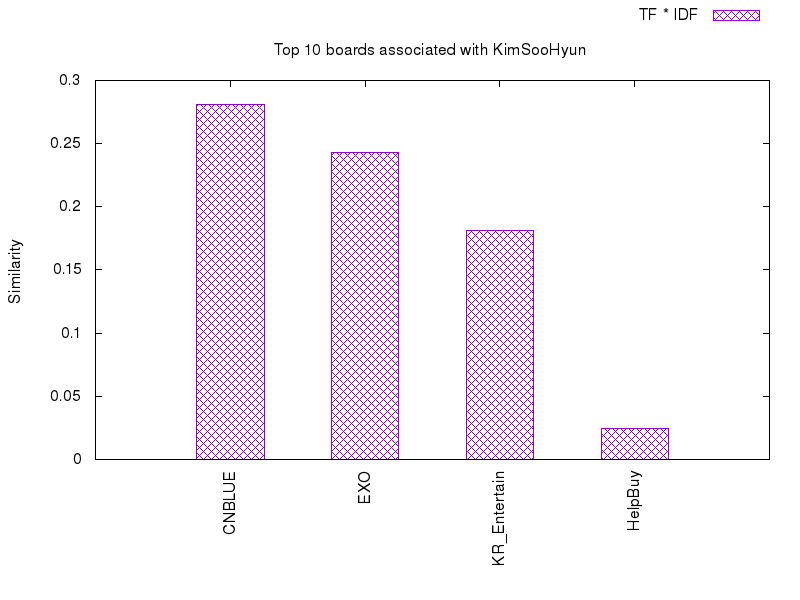 TF * IDF
Top 10 boards associated with KimSooHyun
0.3
0.25
0.2
0.15
0.1
0.05
0
Similarity
CNBLUE
EXO
KR_Entertain
HelpBuy